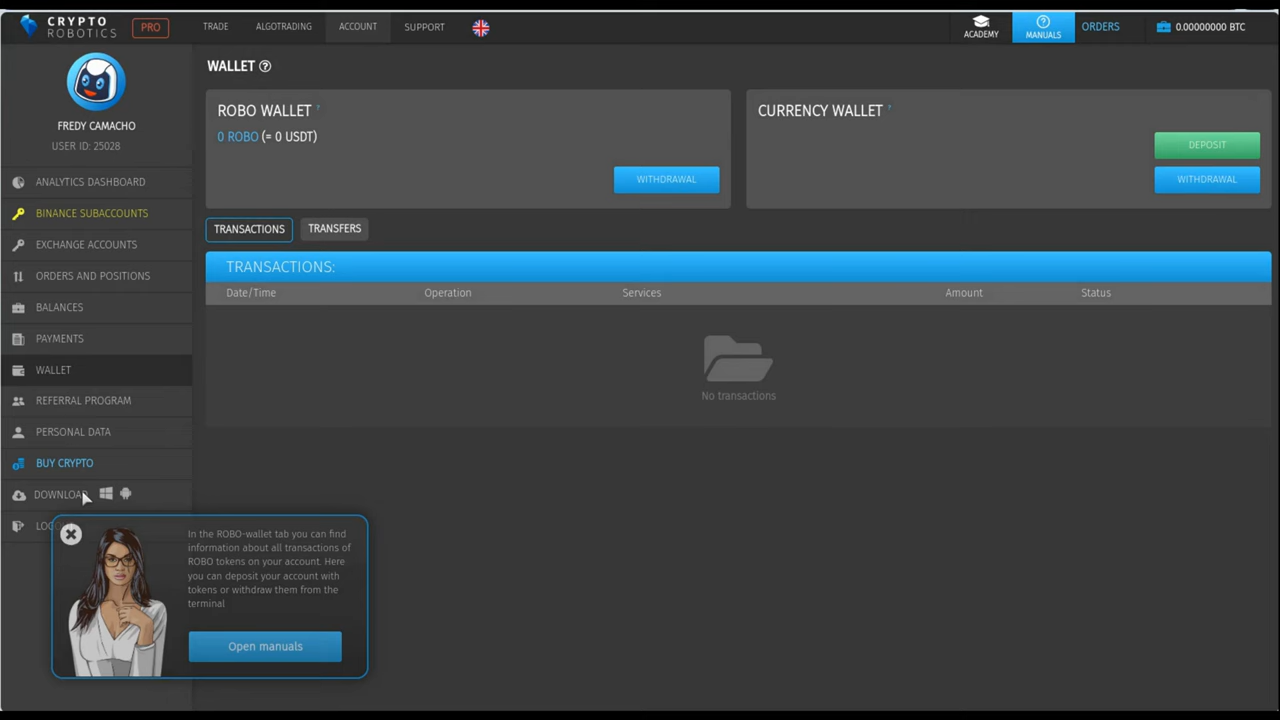 CRYPTO
ROBOTICS
PRO
TRADE
ALGOTRADING
ACCOUNT
SUPPORT
ACADEMY
MANUALS
ORDERS
0.00000000 BTC
FREDY CAMACHO
USER ID: 25028
ANALYTICS DASHBOARD
BINANCE SUBACCOUNTS
EXCHANGE ACCOUNTS
ORDERS AND POSITIONS
BALANCES
PAYMENTS
WALLET
REFERRAL PROGRAM
PERSONAL DATA
BUY CRYPTO
DOWNLOAD
WALLET ?
ROBO WALLET ?
0 ROBO (= 0 USDT)
WITHDRAWAL
CURRENCY WALLET ?
DEPOSIT
WITHDRAWAL
TRANSACTIONS
TRANSFERS
TRANSACTIONS:
Date/Time
Operation
Services
Amount
Status
No transactions
In the ROBO-wallet tab you can find
information about all transactions of
ROBO tokens on your account. Here
you can deposit your account with
tokens or withdraw them from the
terminal
Open manuals